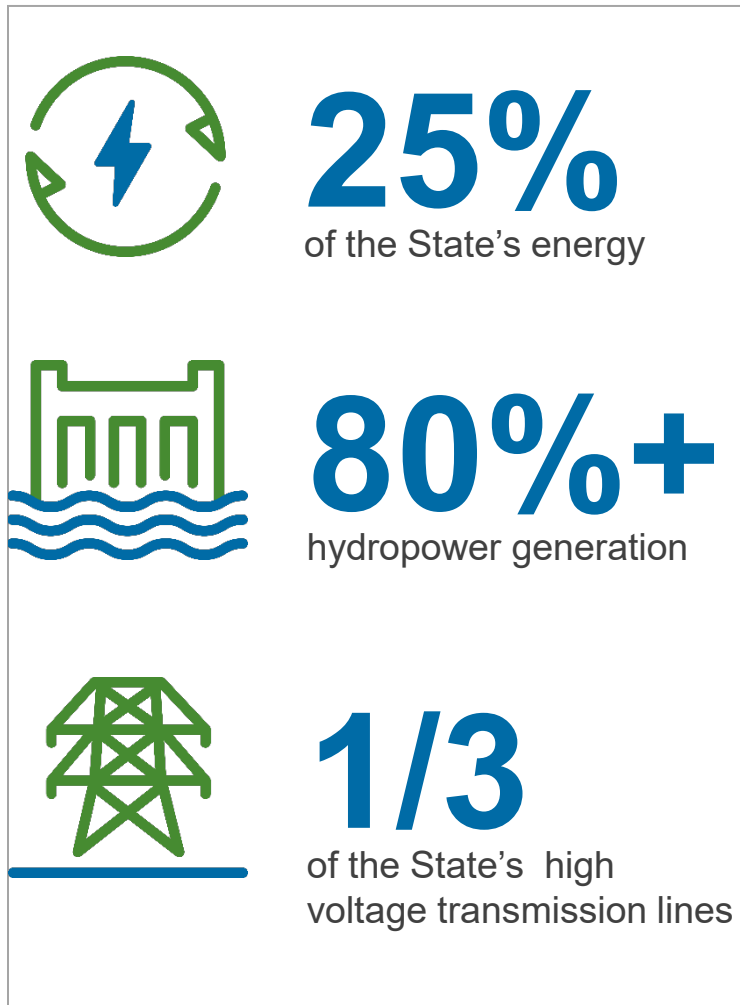 25%
of the State’s energy
80%+
hydropower generation
1/3
of the State’s  high
voltage transmission lines